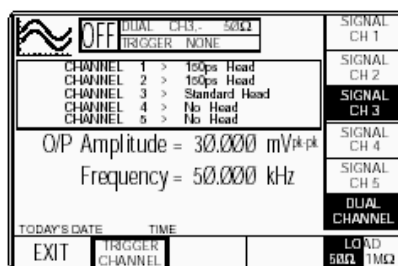 OFF
DUAL CH3.- 50Ω
TRIGGER NONE
CHANNEL 1 > 150ps Head
CHANNEL 2 > 150ps Head
CHANNEL 3 > Standard Head
CHANNEL 4 > No Head
CHANNEL 5 > No Head
O/P Amplitude = 30.000 mVpk-pk
Frequency = 50.000 kHz
TODAY'S DATE TIME
EXIT
TRIGGER
CHANNEL
SIGNAL
CH 1
SIGNAL
CH 2
SIGNAL
CH 3
SIGNAL
CH 4
SIGNAL
CH 5
DUAL
CHANNEL
LOAD
50Ω 1MΩ